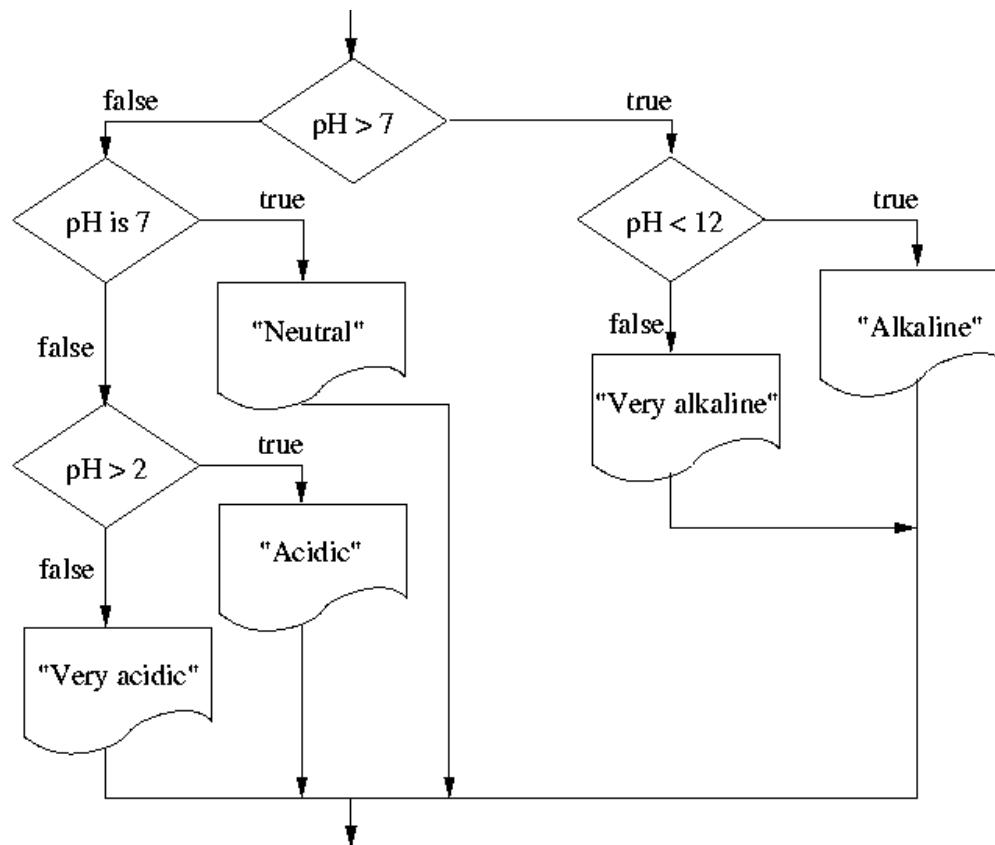 false
pH > 7
true
pH is 7
true
pH < 12
true
false
"Neutral"
false
"Alkaline"
"Very alkaline"
pH > 2
true
false
"Acidic"
"Very acidic"